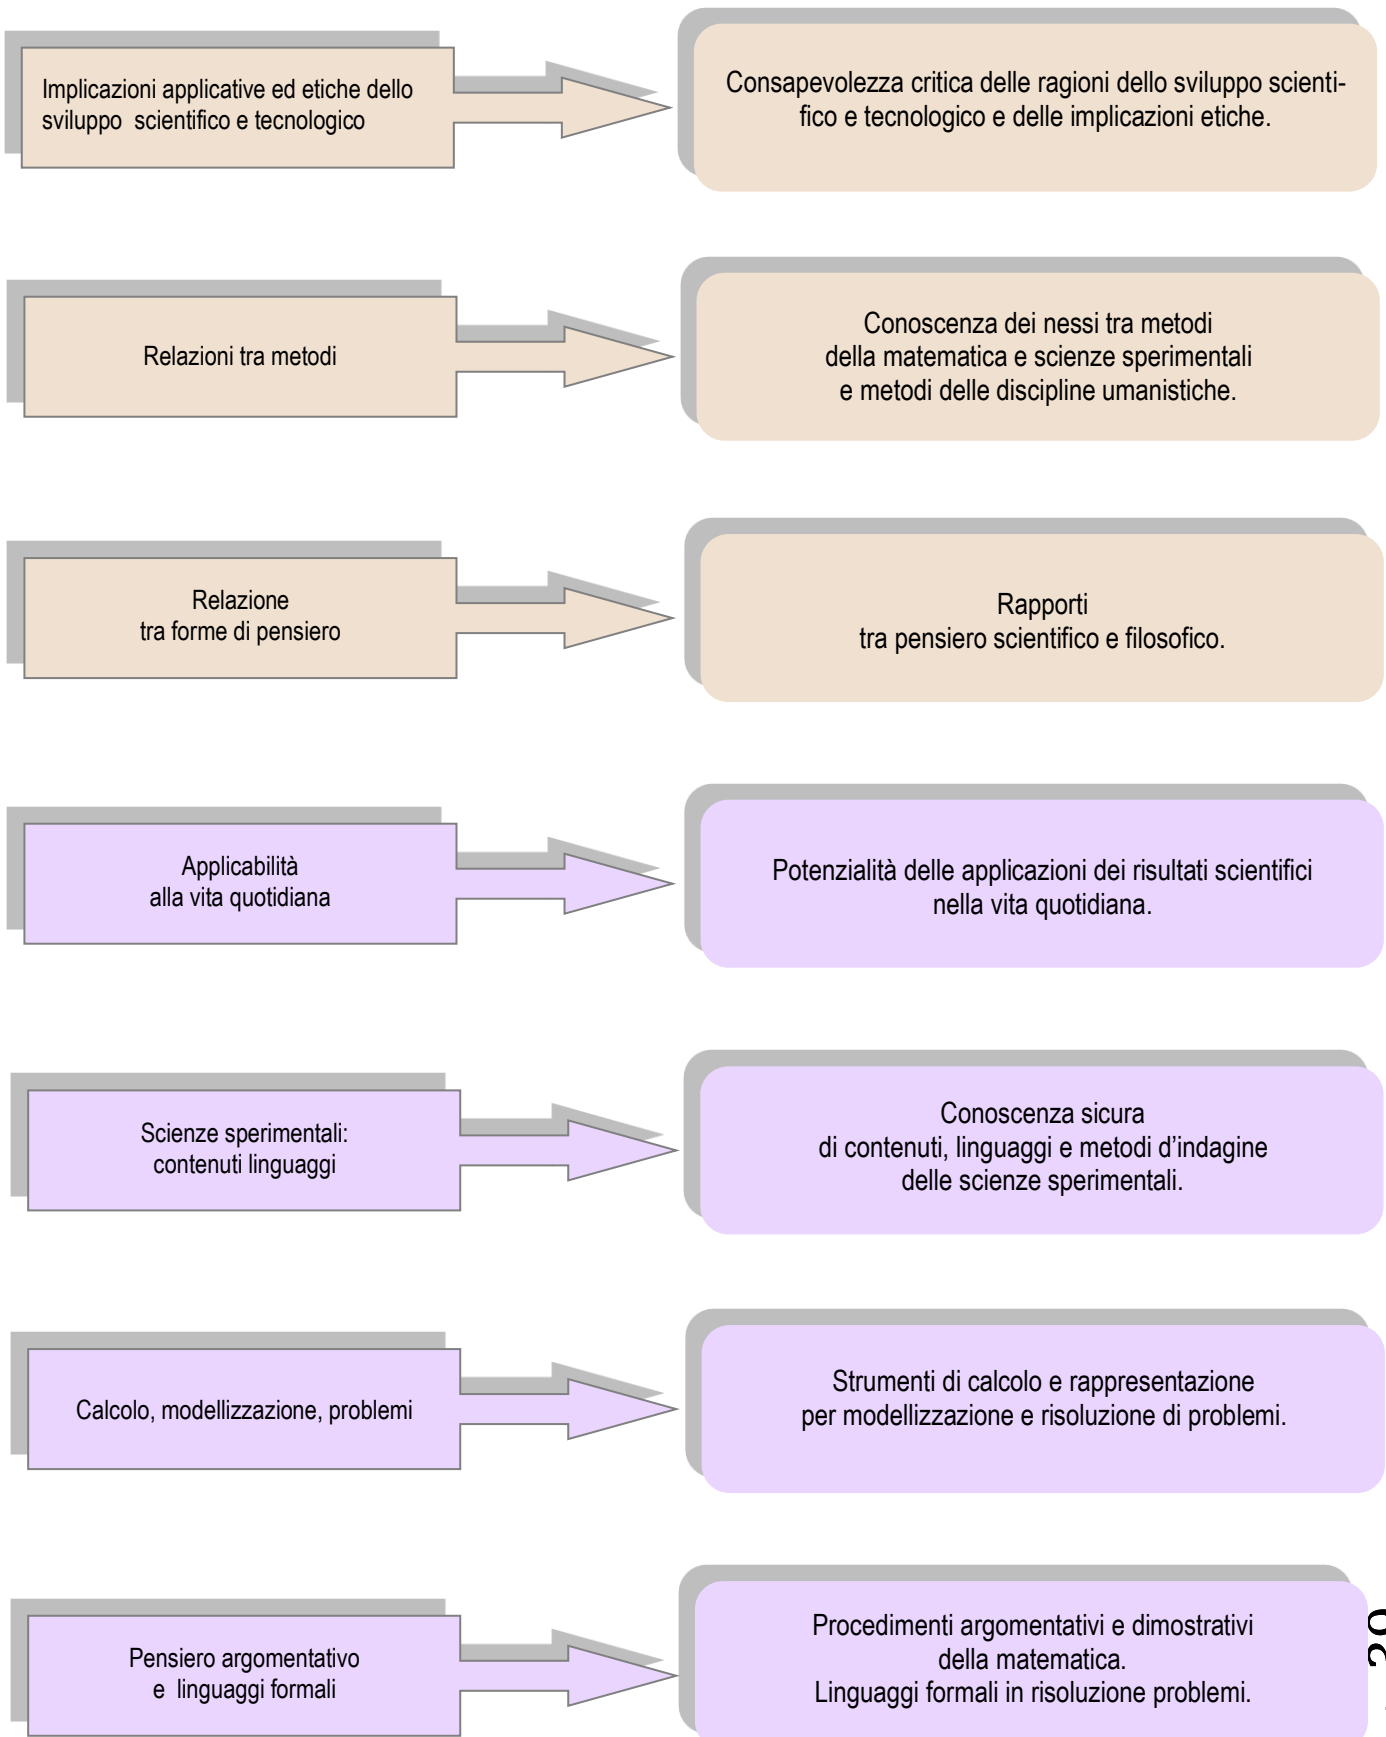 Implicazioni applicative ed etiche dello
sviluppo scientifico e tecnologico
Consapevolezza critica delle ragioni dello sviluppo scienti-
fico e tecnologico e delle implicazioni etiche.
Relazioni tra metodi
Conoscenza dei nessi tra metodi
della matematica e scienze sperimentali
e metodi delle discipline umanistiche.
Relazione
tra forme di pensiero
Rapporti
tra pensiero scientifico e filosofico.
Applicabilità
alla vita quotidiana
Potenzialità delle applicazioni dei risultati scientifici
nella vita quotidiana.
Scienze sperimentali:
contenuti linguaggi
Conoscenza sicura
di contenuti, linguaggi e metodi d’indagine
delle scienze sperimentali.
Calcolo, modellizzazione, problemi
Strumenti di calcolo e rappresentazione
per modellizzazione e risoluzione di problemi.
Pensiero argomentativo
e linguaggi formali
Procedimenti argomentativi e dimostrativi
della matematica.
Linguaggi formali in risoluzione problemi.